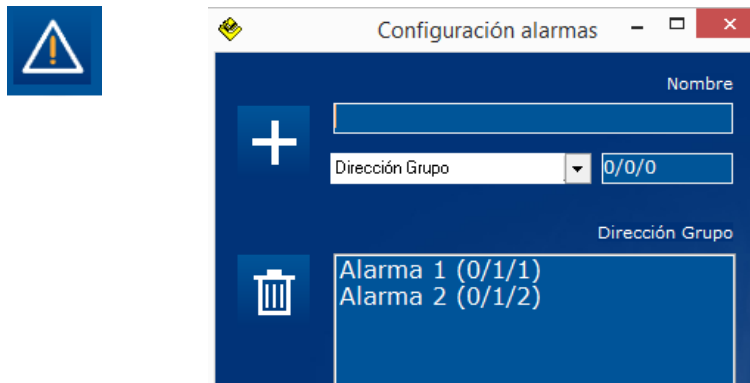 Configuración alarmas
Nombre
Dirección Grupo 0/0/0
Dirección Grupo
Alarma 1 (0/1/1)
Alarma 2 (0/1/2)